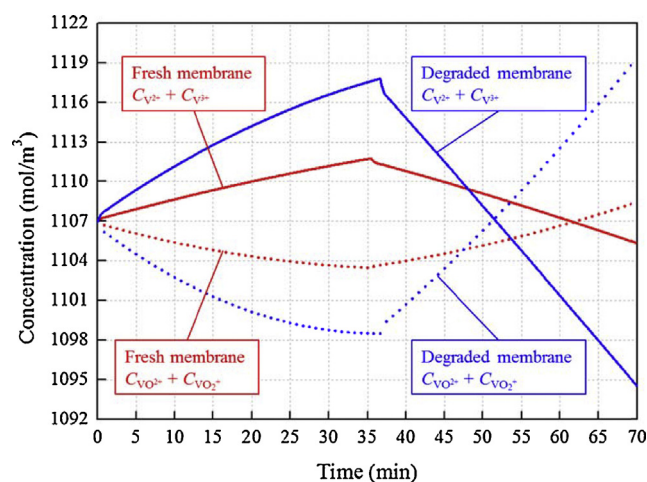 1122
1119
1116
1113
1110
1107
1104
1101
1098
1095
1092
Concentration (mol/m³)
Fresh membrane
C_V²⁺ + C_V³⁺
Degraded membrane
C_V²⁺ + C_V³⁺
Fresh membrane
C_VO²⁺ + C_VO₂⁺
Degraded membrane
C_VO²⁺ + C_VO₂⁺
0 5 10 15 20 25 30 35 40 45 50 55 60 65 70
Time (min)